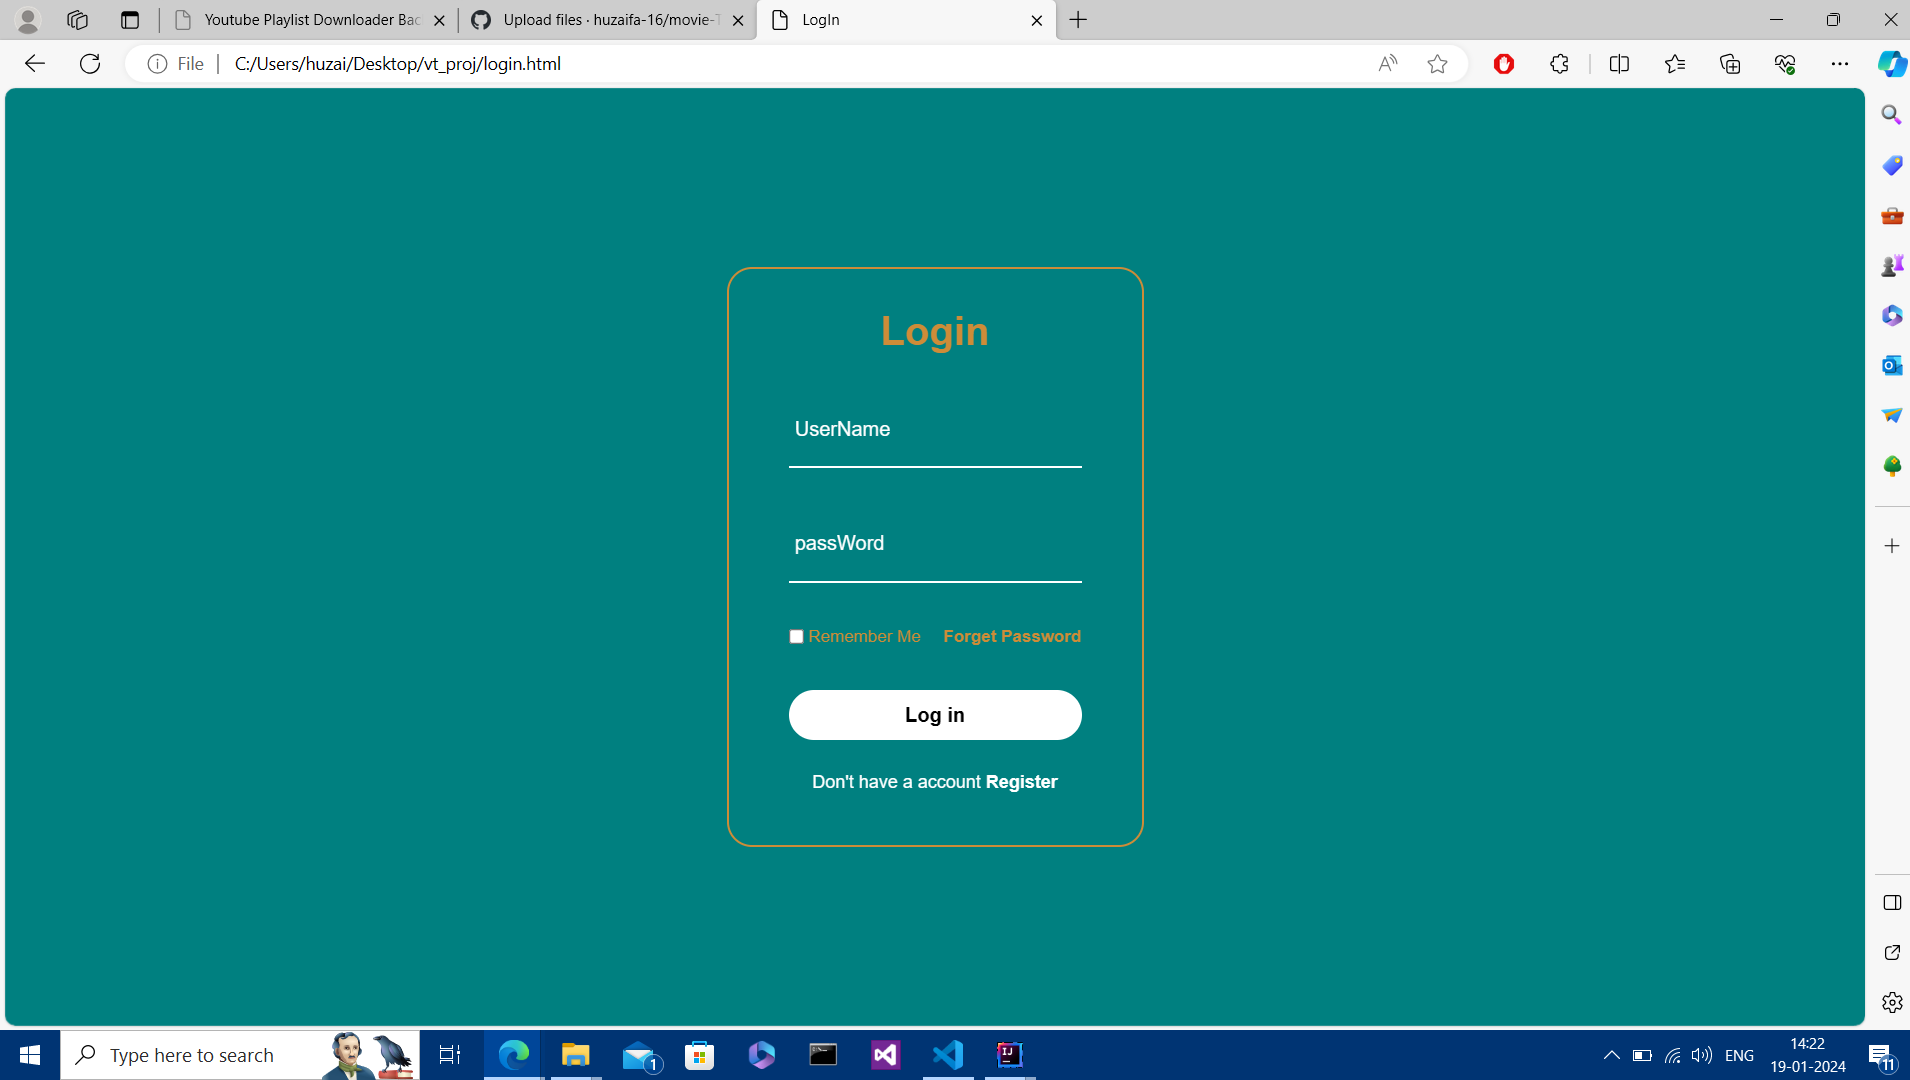 Youtube Playlist Downloader Bac
Upload files · huzaifa-16/movie-T
LogIn
File
C:/Users/huzai/Desktop/vt_proj/login.html
Login
UserName
passWord
Remember Me Forget Password
Log in
Don't have a account Register
Type here to search
1
IJ
ENG
14:22
19-01-2024
11